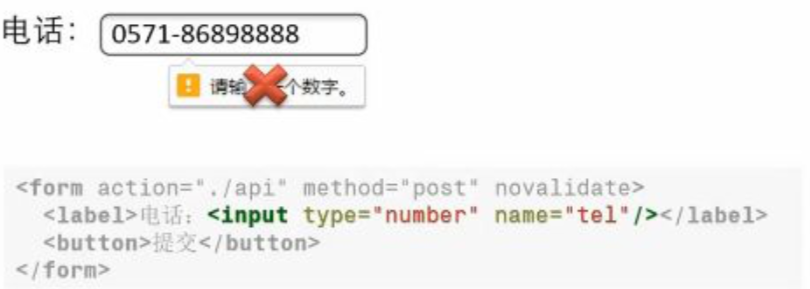 电话： 0571-86898888
请输 个数字。
<form action="./api" method="post" novalidate>
<label>电话：<input type="number" name="tel"/></label>
<button>提交</button>
</form>